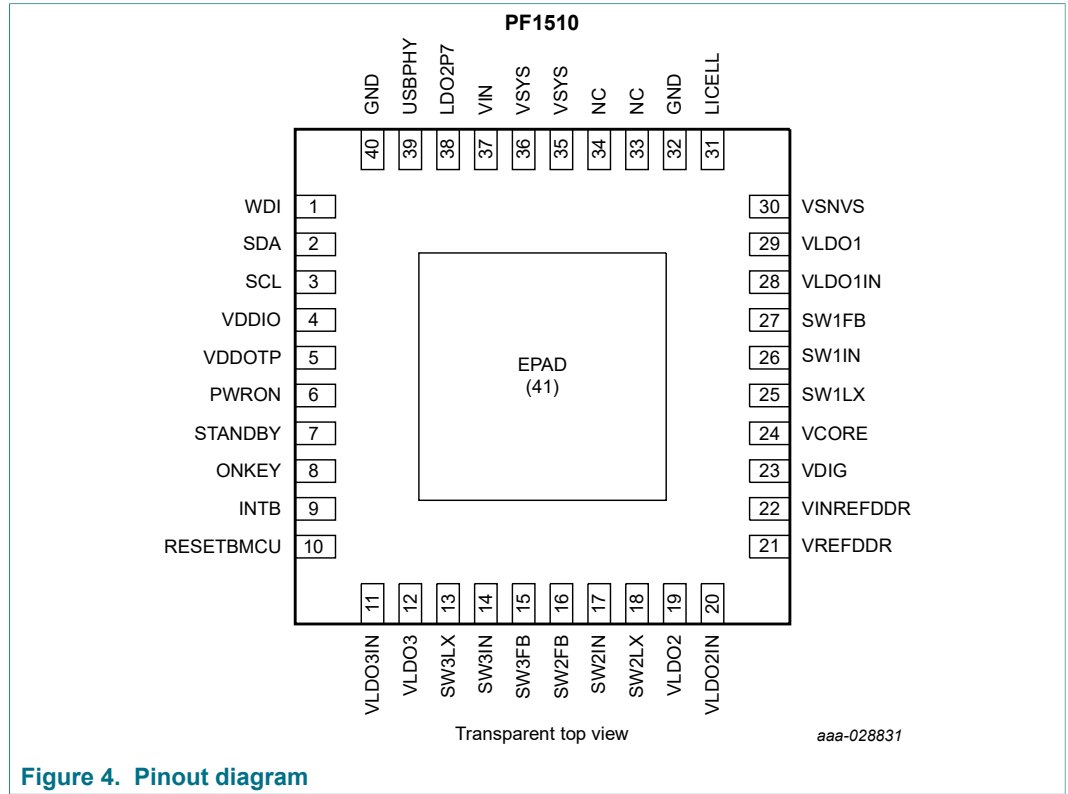 PF1510
GND
USBPHY
LDO2P7
VIN
VSYS
VSYS
NC
NC
GND
LICELL
40
39
38
37
36
35
34
33
32
31
WDI 1
SDA 2
SCL 3
VDDIO 4
VDDOTP 5
PWRON 6
STANDBY 7
ONKEY 8
INTB 9
RESETBMCU 10
EPAD
(41)
30 VSNVS
29 VLDO1
28 VLDO1IN
27 SW1FB
26 SW1IN
25 SW1LX
24 VCORE
23 VDIG
22 VINREFDDR
21 VREFDDR
11
12
13
14
15
16
17
18
19
20
VLDO3IN
VLDO3
SW3LX
SW3IN
SW3FB
SW2FB
SW2IN
SW2LX
VLDO2
VLDO2IN
Transparent top view
aaa-028831
Figure 4. Pinout diagram